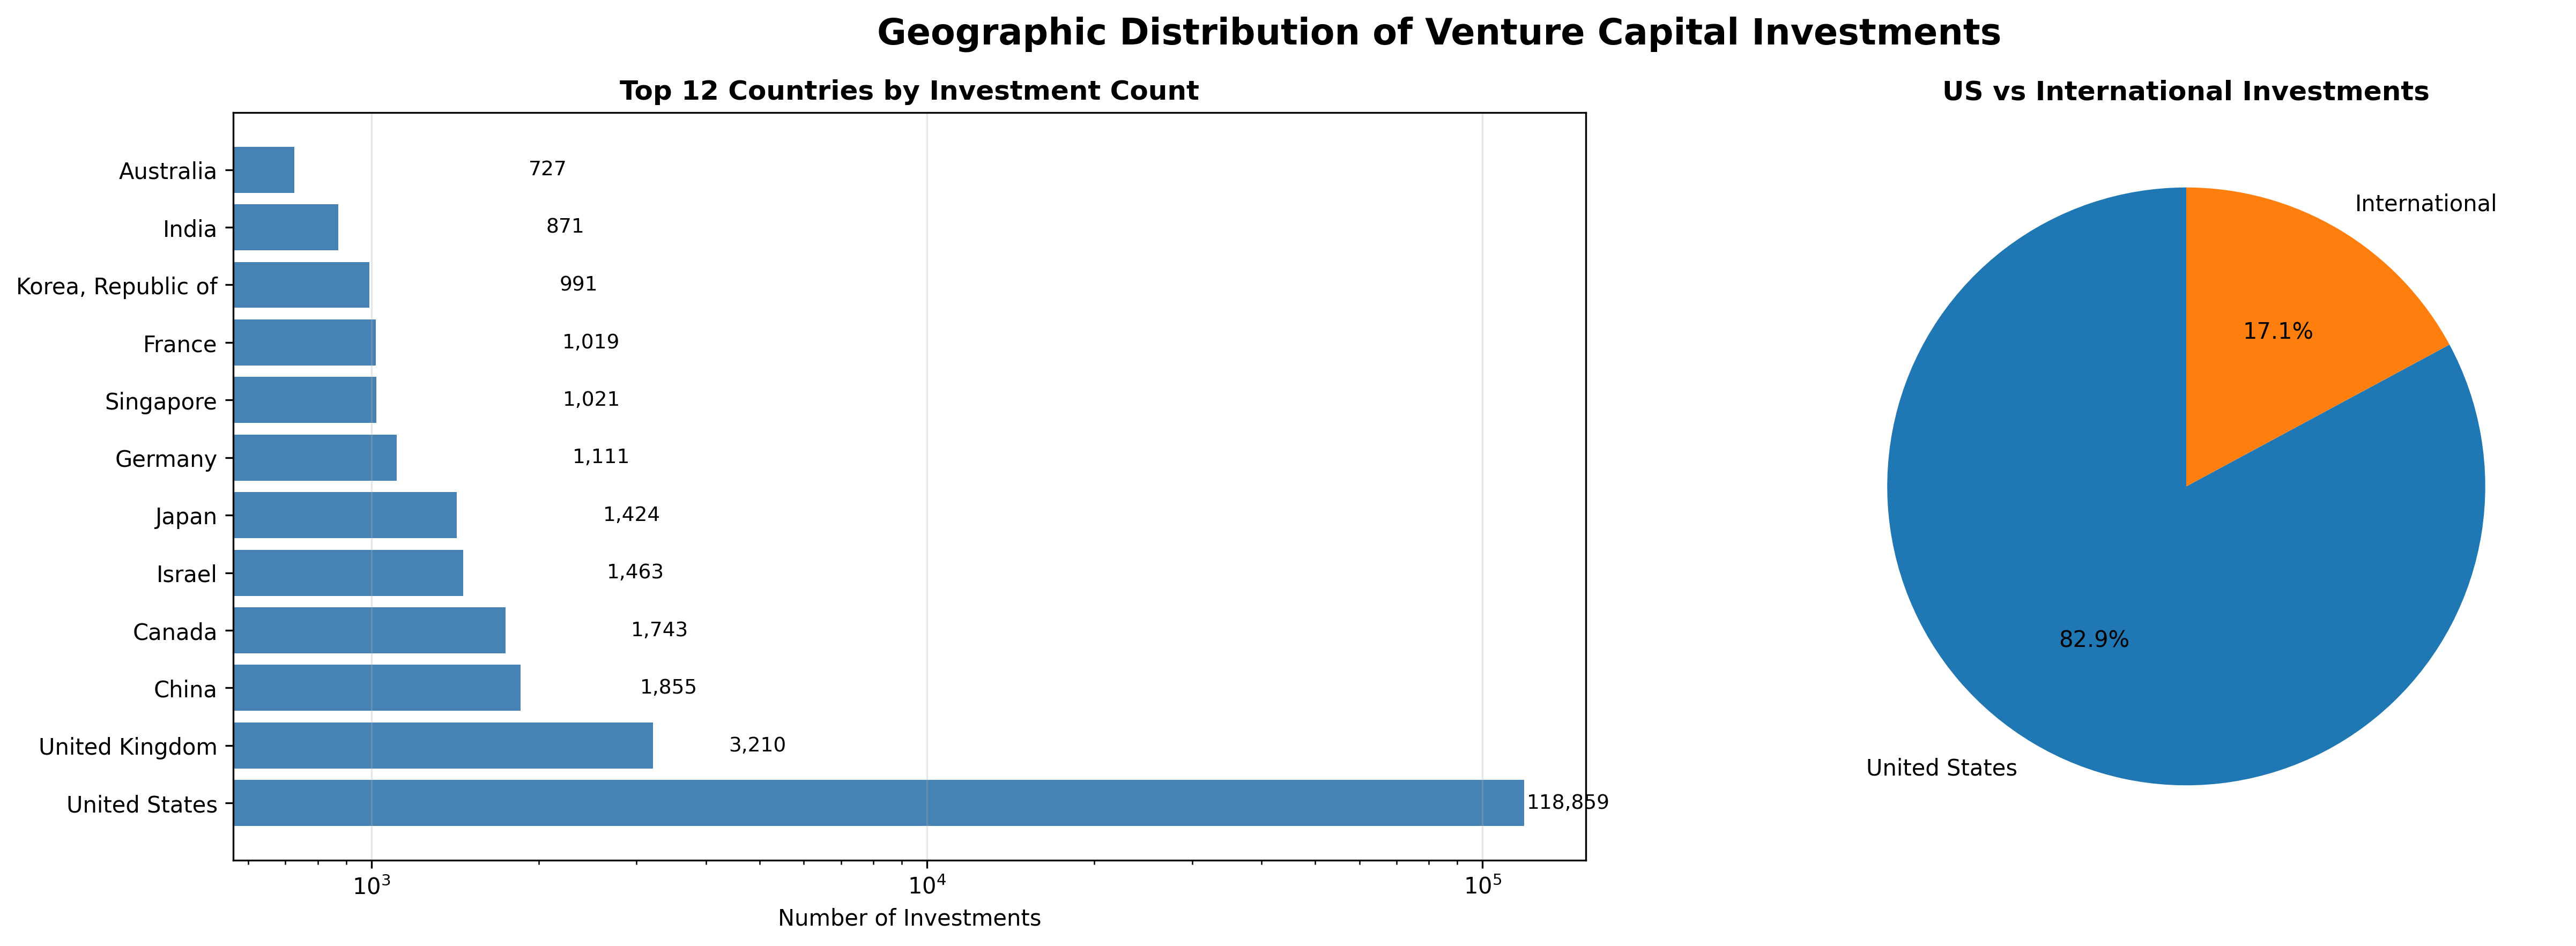 Geographic Distribution of Venture Capital Investments
Top 12 Countries by Investment Count
Australia 727
India 871
Korea, Republic of 991
France 1,019
Singapore 1,021
Germany 1,111
Japan 1,424
Israel 1,463
Canada 1,743
China 1,855
United Kingdom 3,210
United States 118,859
10³ 10⁴ 10⁵
Number of Investments
US vs International Investments
International
17.1%
82.9%
United States